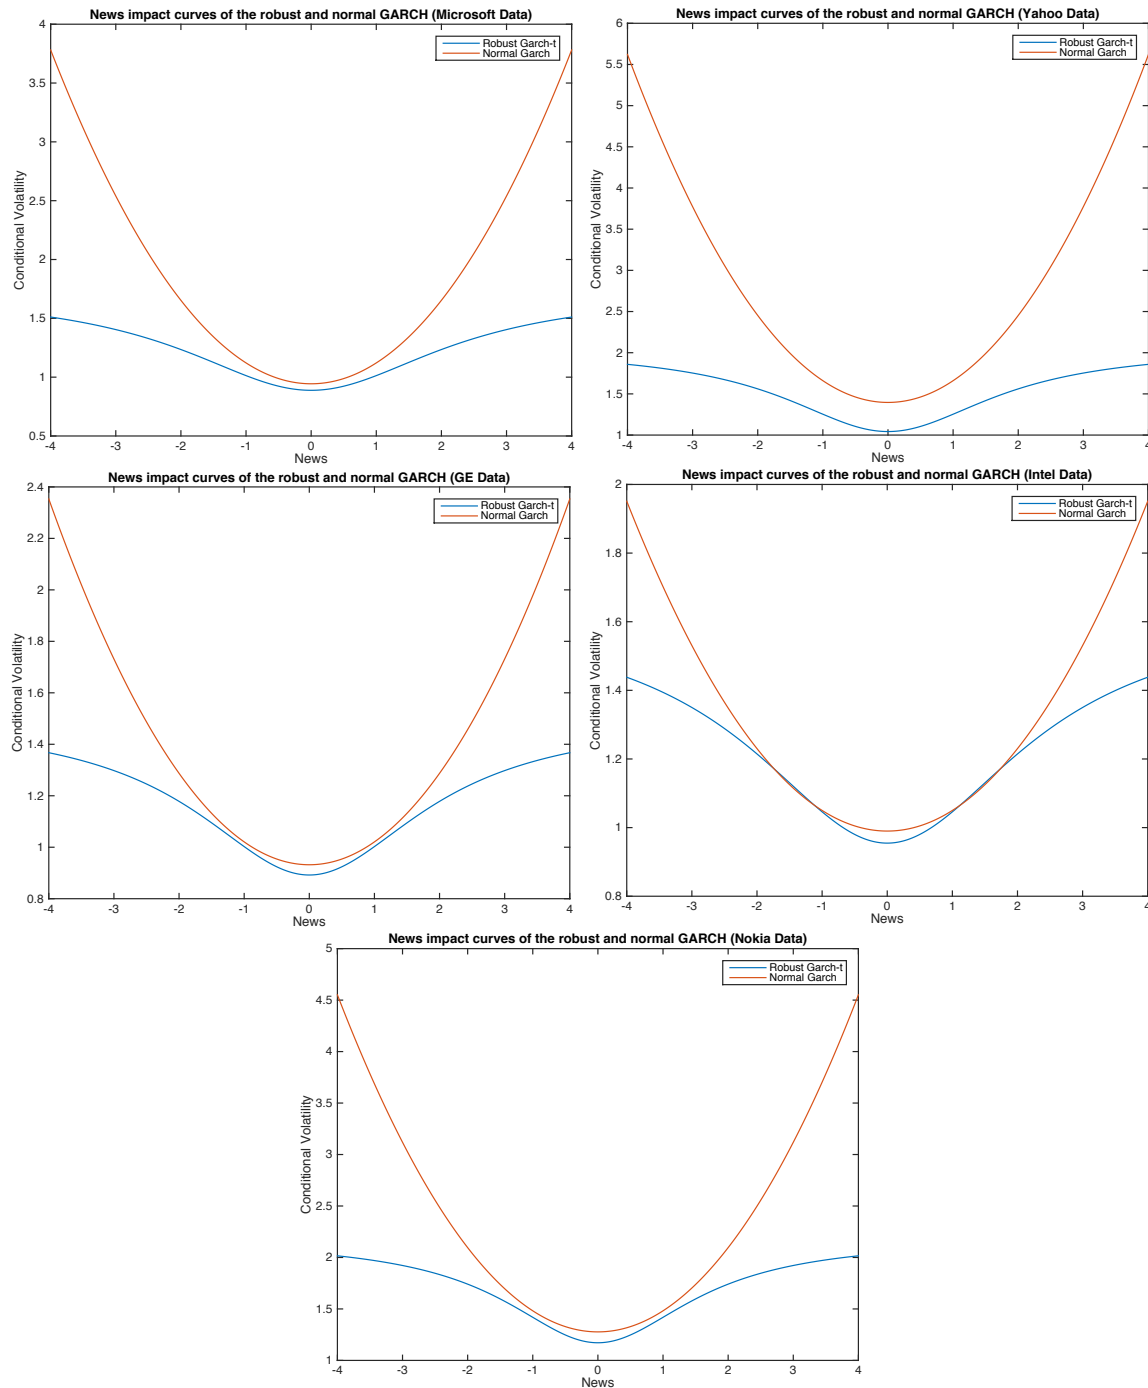 News impact curves of the robust and normal GARCH (Microsoft Data)
4
3.5
3
2.5
2
1.5
1
0.5
Conditional Volatility
Robust Garch-t
Normal Garch
-4 -3 -2 -1 0 1 2 3 4
News
News impact curves of the robust and normal GARCH (Yahoo Data)
6
5.5
5
4.5
4
3.5
3
2.5
2
1.5
1
Conditional Volatility
Robust Garch-t
Normal Garch
-4 -3 -2 -1 0 1 2 3 4
News
News impact curves of the robust and normal GARCH (GE Data)
2.4
2.2
2
1.8
1.6
1.4
1.2
1
0.8
Conditional Volatility
Robust Garch-t
Normal Garch
-4 -3 -2 -1 0 1 2 3 4
News
News impact curves of the robust and normal GARCH (Intel Data)
2
1.8
1.6
1.4
1.2
1
0.8
Conditional Volatility
Robust Garch-t
Normal Garch
-4 -3 -2 -1 0 1 2 3 4
News
News impact curves of the robust and normal GARCH (Nokia Data)
5
4.5
4
3.5
3
2.5
2
1.5
1
Conditional Volatility
Robust Garch-t
Normal Garch
-4 -3 -2 -1 0 1 2 3 4
News